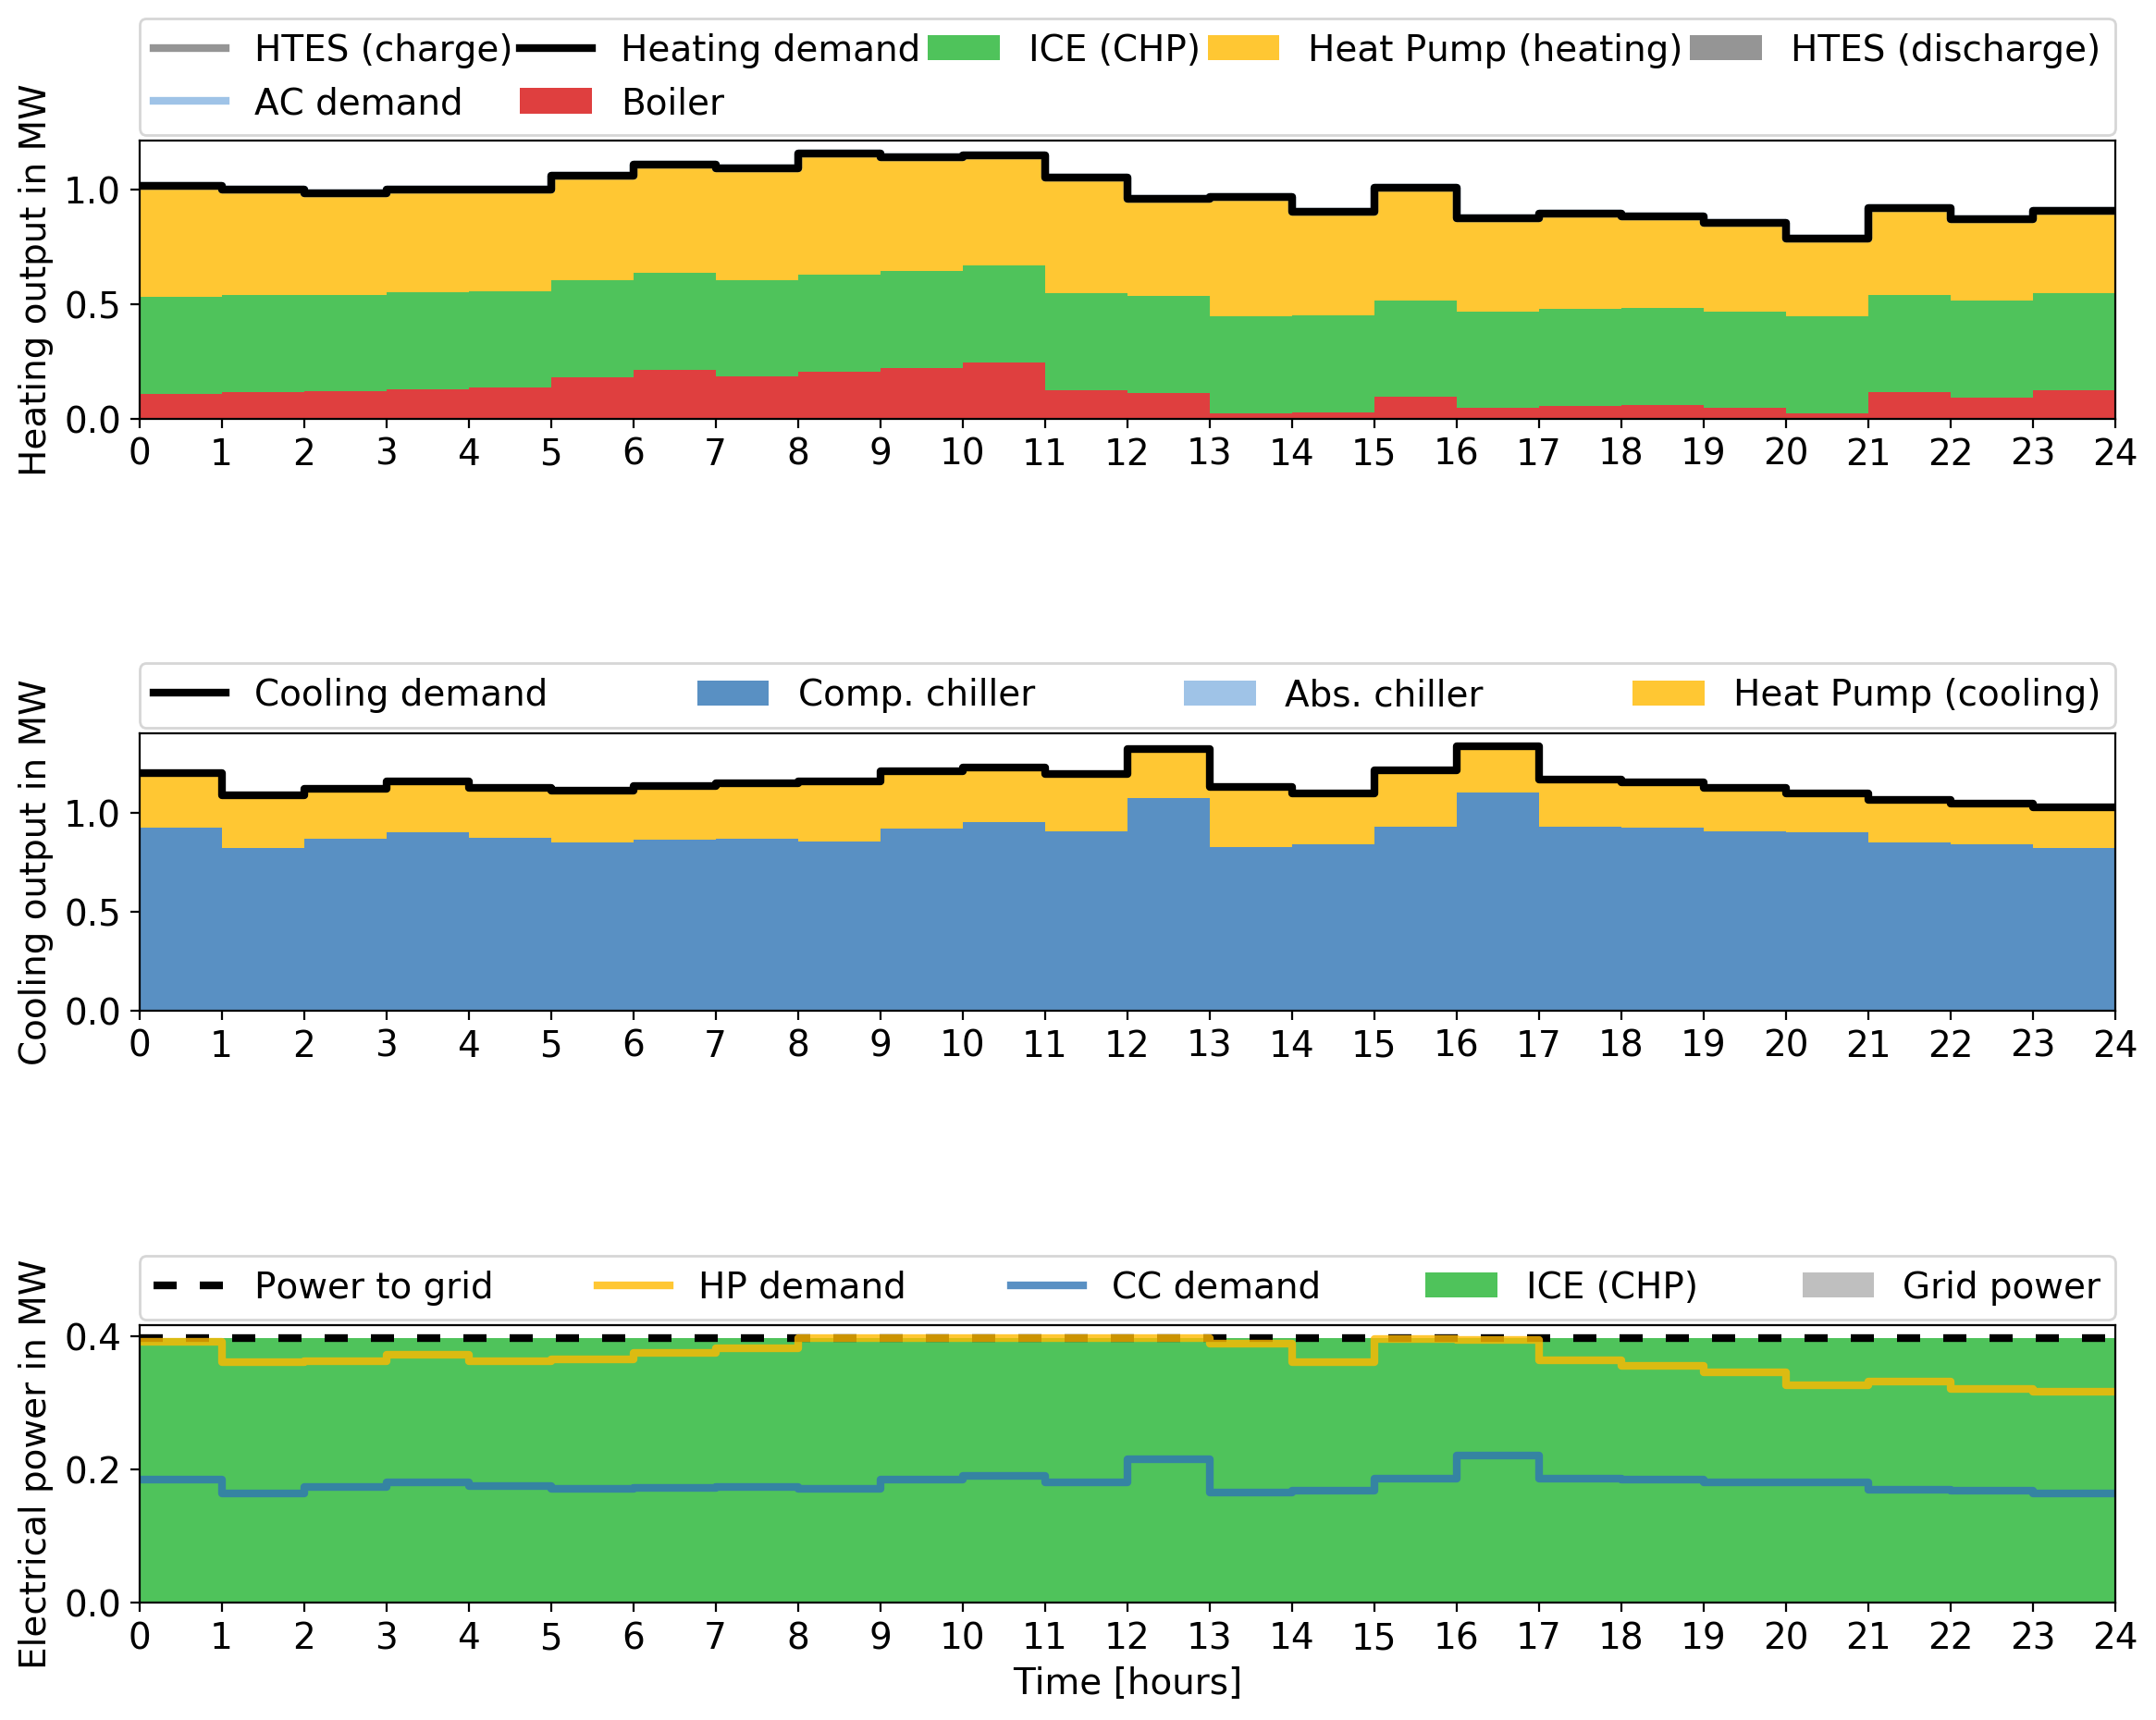 HTES (charge) Heating demand ICE (CHP) Heat Pump (heating) HTES (discharge)
AC demand Boiler
Heating output in MW
1.0
0.5
0.0
0 1 2 3 4 5 6 7 8 9 10 11 12 13 14 15 16 17 18 19 20 21 22 23 24
Cooling demand Comp. chiller Abs. chiller Heat Pump (cooling)
Cooling output in MW
1.0
0.5
0.0
0 1 2 3 4 5 6 7 8 9 10 11 12 13 14 15 16 17 18 19 20 21 22 23 24
Power to grid HP demand CC demand ICE (CHP) Grid power
Electrical power in MW
0.4
0.2
0.0
0 1 2 3 4 5 6 7 8 9 10 11 12 13 14 15 16 17 18 19 20 21 22 23 24
Time [hours]